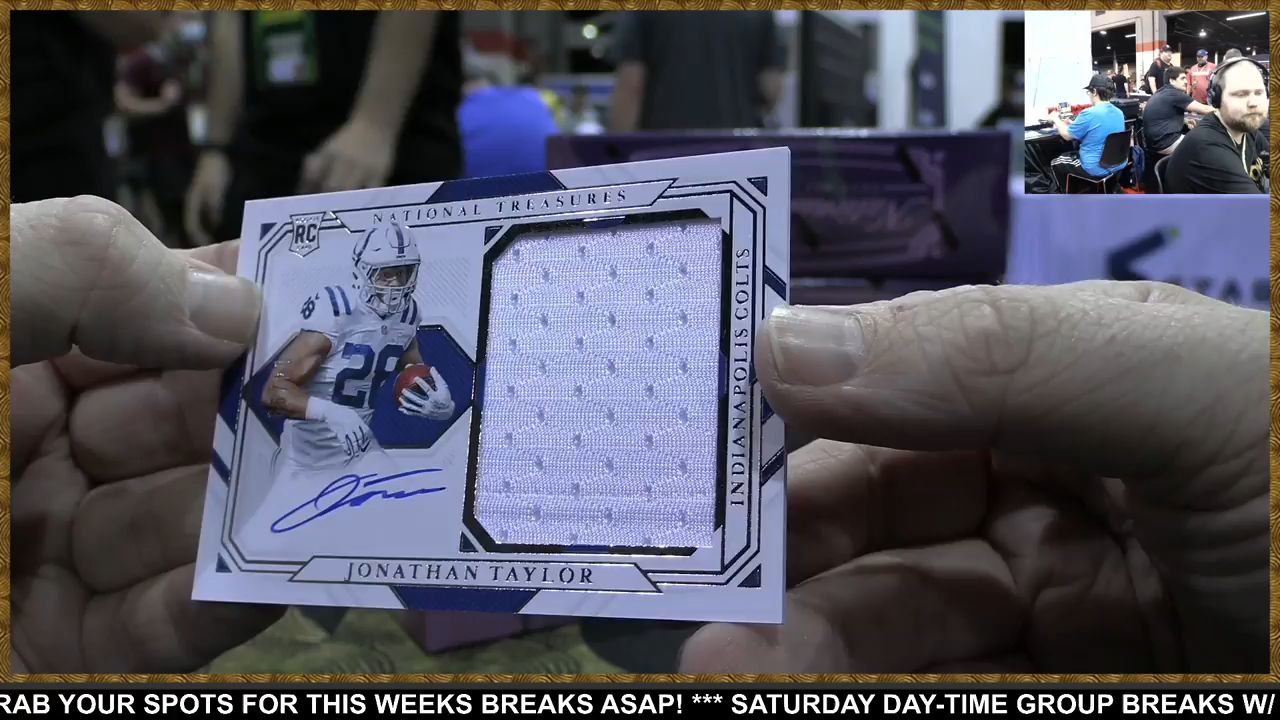 NATIONAL TREASURES
RC
28
28
INDIANAPOLIS COLTS
JONATHAN TAYLOR
RAB YOUR SPOTS FOR THIS WEEKS BREAKS ASAP! *** SATURDAY DAY-TIME GROUP BREAKS W/